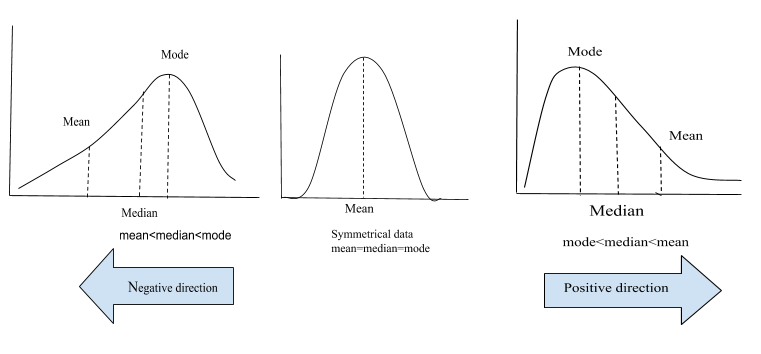 Mode
Mean
Median
mean<median<mode
Negative direction
Mean
Symmetrical data
mean=median=mode
Mode
Mean
Median
mode<median<mean
Positive direction